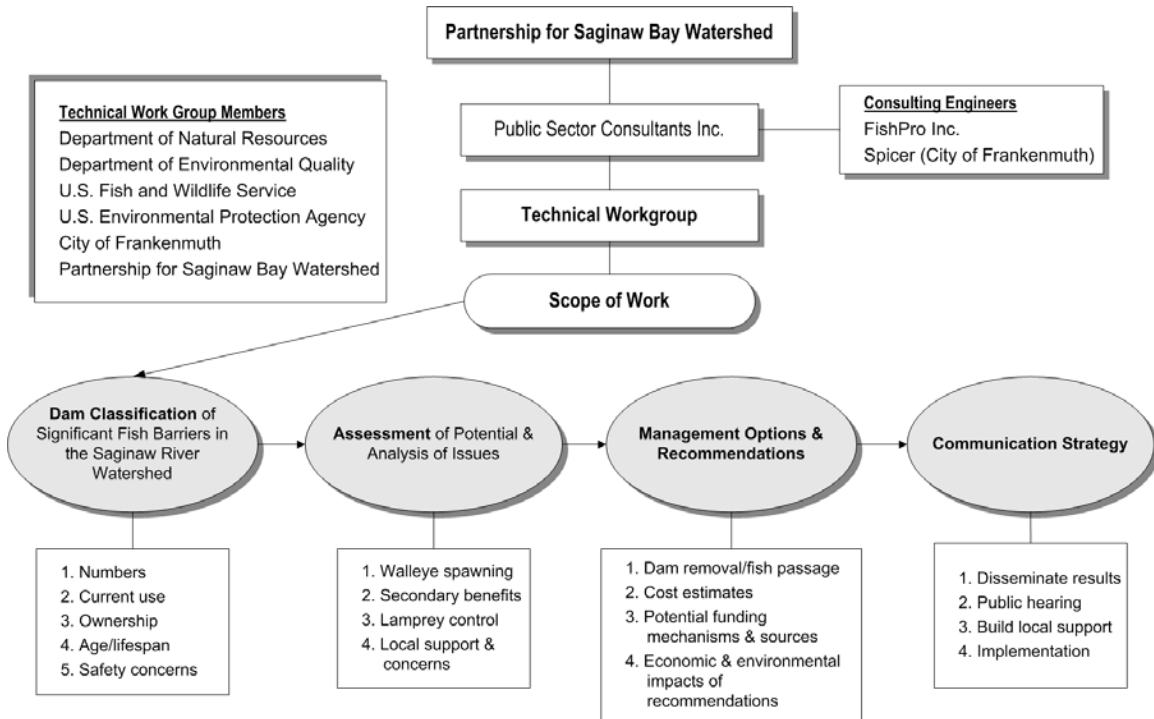 Partnership for Saginaw Bay Watershed
Technical Work Group Members
Department of Natural Resources
Department of Environmental Quality
U.S. Fish and Wildlife Service
U.S. Environmental Protection Agency
City of Frankenmuth
Partnership for Saginaw Bay Watershed
Public Sector Consultants Inc.
Consulting Engineers
FishPro Inc.
Spicer (City of Frankenmuth)
Technical Workgroup
Scope of Work
Dam Classification of
Significant Fish Barriers in
the Saginaw River
Watershed
Assessment of Potential &
Analysis of Issues
Management Options &
Recommendations
Communication Strategy
1. Numbers
2. Current use
3. Ownership
4. Age/lifespan
5. Safety concerns
1. Walleye spawning
2. Secondary benefits
3. Lamprey control
4. Local support &
concerns
1. Dam removal/fish passage
2. Cost estimates
3. Potential funding
mechanisms & sources
4. Economic & environmental
impacts of
recommendations
1. Disseminate results
2. Public hearing
3. Build local support
4. Implementation